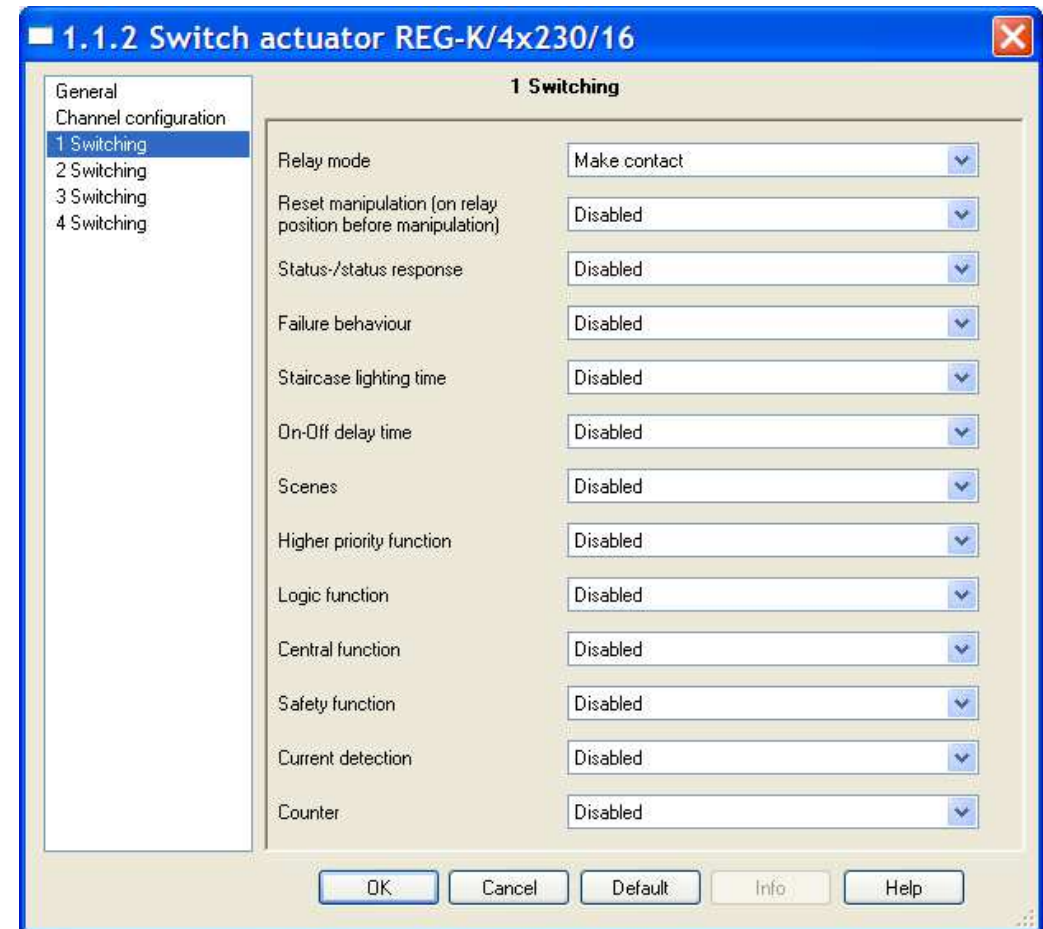 1.1.2 Switch actuator REG-K/4x230/16
General
Channel configuration
1 Switching
2 Switching
3 Switching
4 Switching
1 Switching
Relay mode
Make contact
Reset manipulation (on relay
position before manipulation)
Disabled
Status-/status response
Disabled
Failure behaviour
Disabled
Staircase lighting time
Disabled
On-Off delay time
Disabled
Scenes
Disabled
Higher priority function
Disabled
Logic function
Disabled
Central function
Disabled
Safety function
Disabled
Current detection
Disabled
Counter
Disabled
OK
Cancel
Default
Info
Help